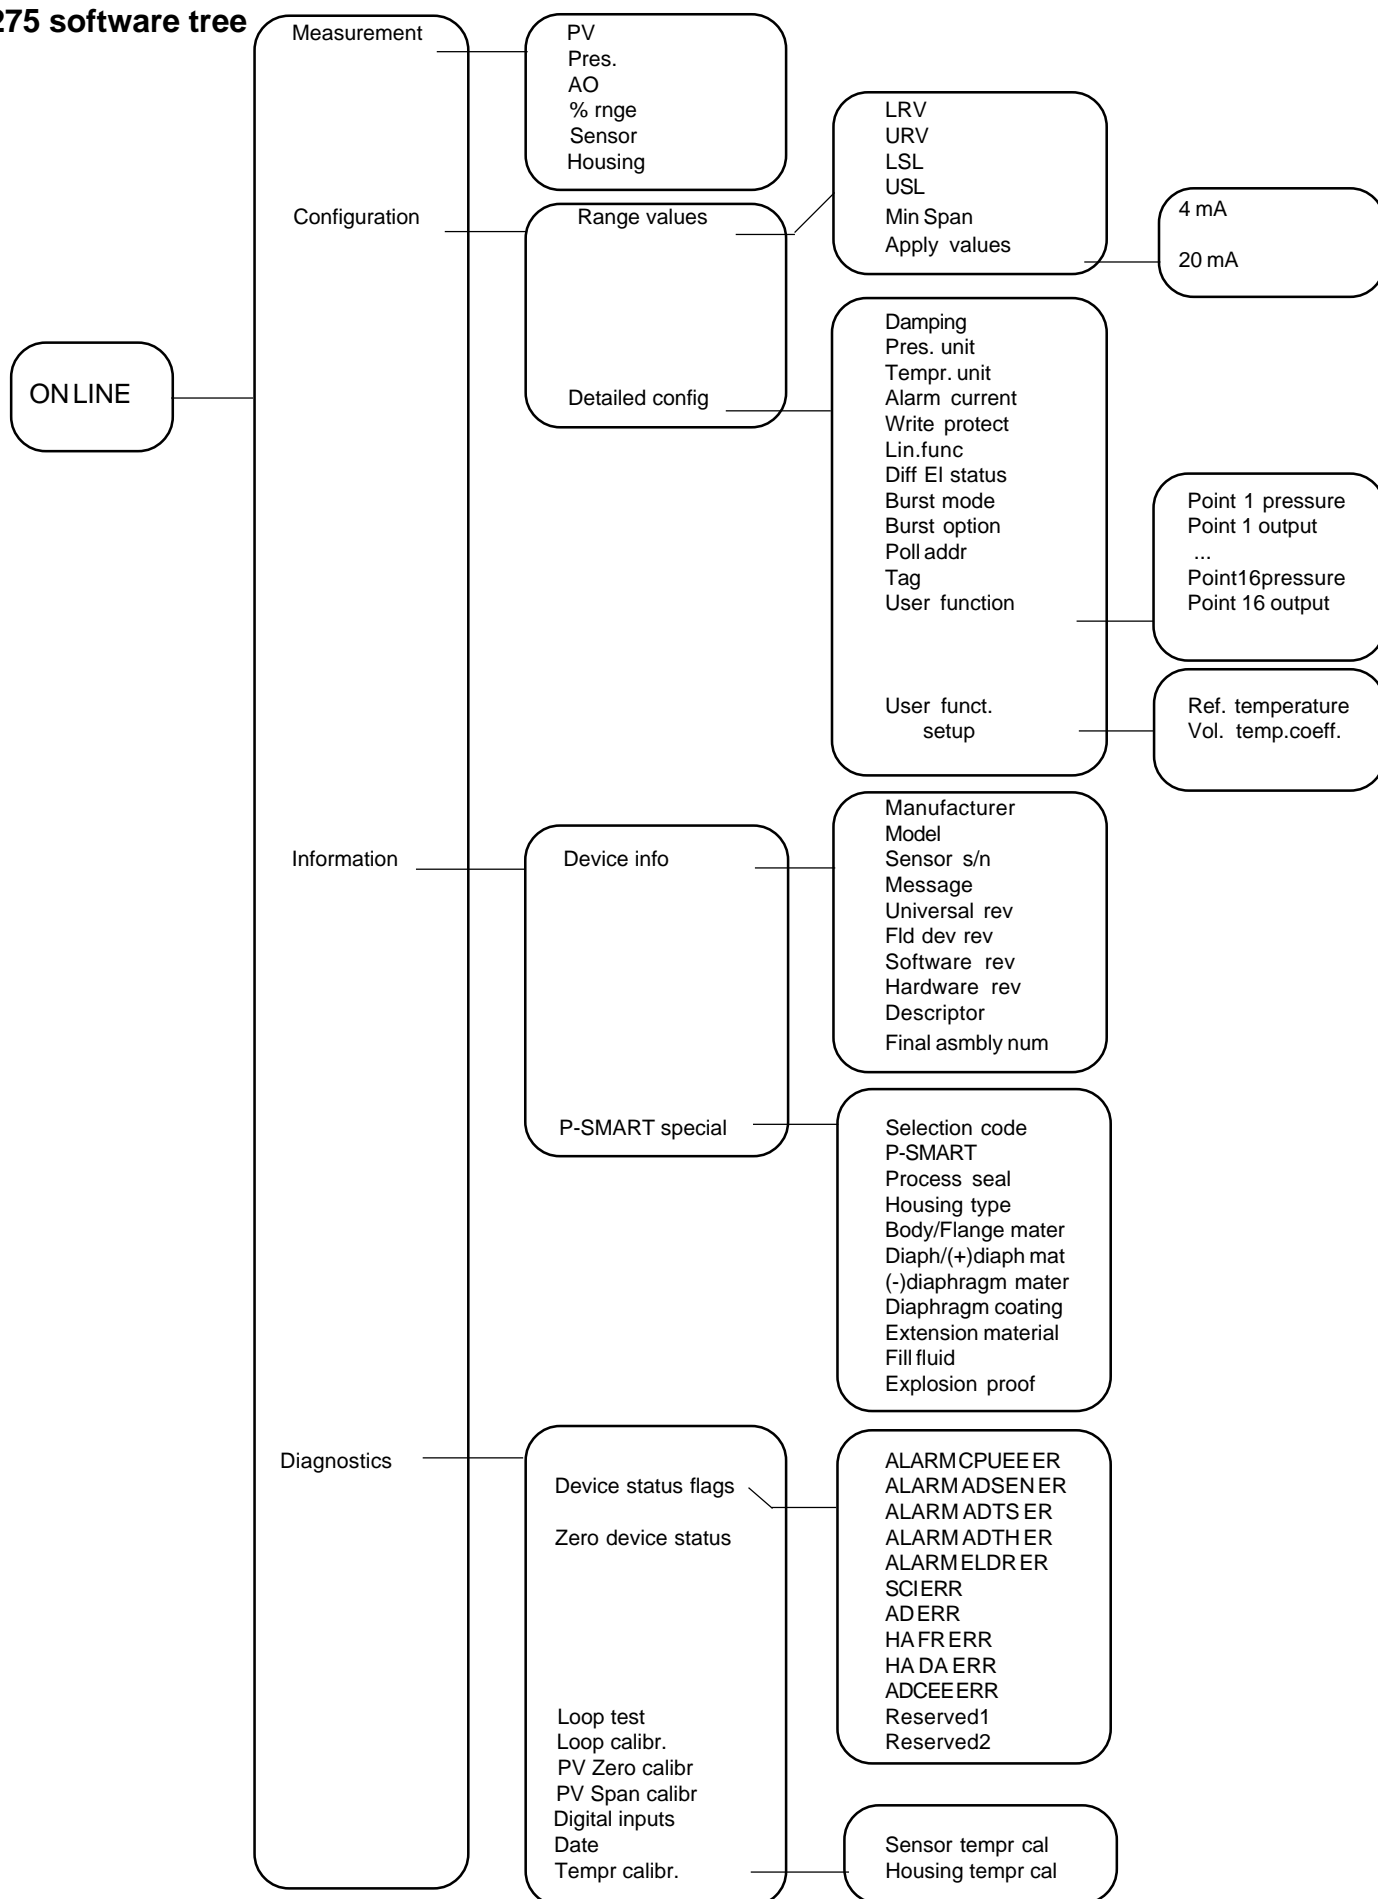 275 software tree
Measurement
PV
Pres.
AO
% rnge
Sensor
Housing
Configuration
Range values
LRV
URV
LSL
USL
Min Span
Apply values
4 mA
20 mA
ON LINE
Detailed config
Damping
Pres. unit
Tempr. unit
Alarm current
Write protect
Lin.func
Diff EI status
Burst mode
Burst option
Poll addr
Tag
User function
Point 1 pressure
Point 1 output
...
Point16pressure
Point 16 output
User funct.
setup
Ref. temperature
Vol. temp.coeff.
Information
Device info
Manufacturer
Model
Sensor s/n
Message
Universal rev
Fld dev rev
Software rev
Hardware rev
Descriptor
Final asmbly num
P-SMART special
Selection code
P-SMART
Process seal
Housing type
Body/Flange mater
Diaph/(+)diaph mat
(-)diaphragm mater
Diaphragm coating
Extension material
Fill fluid
Explosion proof
Diagnostics
Device status flags
Zero device status
ALARM CPUEE ER
ALARM ADSEN ER
ALARM ADTS ER
ALARM ADTH ER
ALARM ELDR ER
SCI ERR
AD ERR
HA FR ERR
HA DA ERR
ADCEE ERR
Reserved1
Reserved2
Loop test
Loop calibr.
PV Zero calibr
PV Span calibr
Digital inputs
Date
Tempr calibr.
Sensor tempr cal
Housing tempr cal